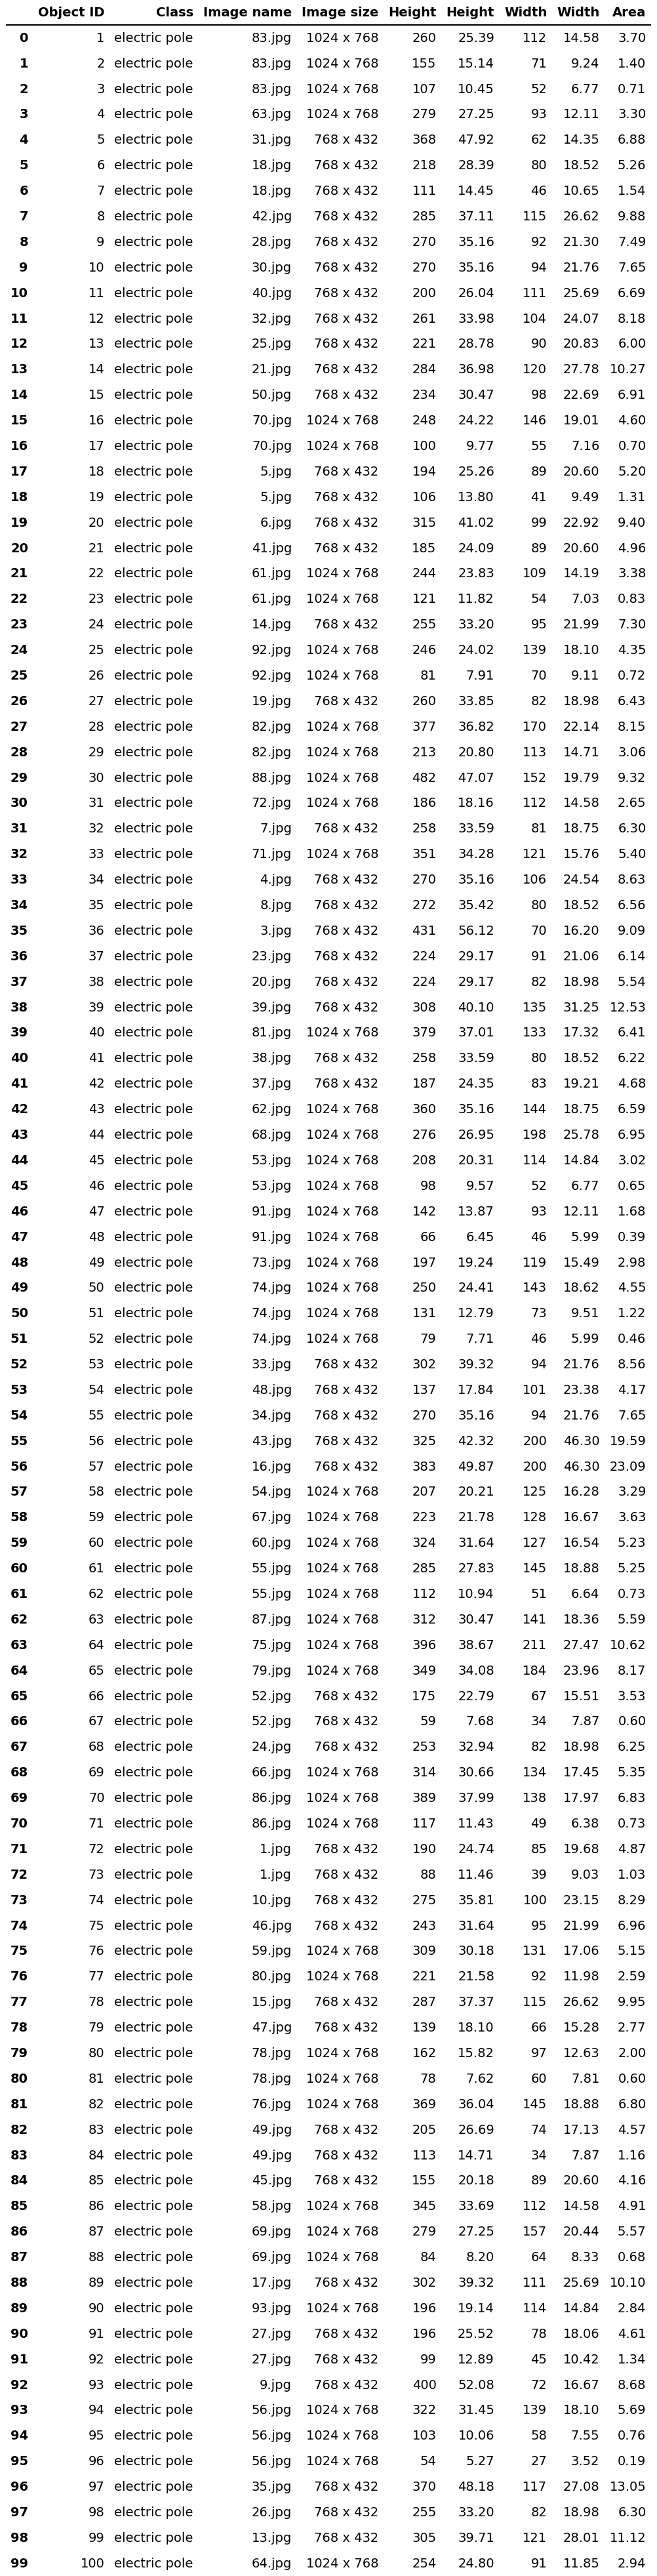 Object ID Class Image name Image size Height Height Width Width Area
0 1 electric pole 83.jpg 1024 x 768 260 25.39 112 14.58 3.70
1 2 electric pole 83.jpg 1024 x 768 155 15.14 71 9.24 1.40
2 3 electric pole 83.jpg 1024 x 768 107 10.45 52 6.77 0.71
3 4 electric pole 63.jpg 1024 x 768 279 27.25 93 12.11 3.30
4 5 electric pole 31.jpg 768 x 432 368 47.92 62 14.35 6.88
5 6 electric pole 18.jpg 768 x 432 218 28.39 80 18.52 5.26
6 7 electric pole 18.jpg 768 x 432 111 14.45 46 10.65 1.54
7 8 electric pole 42.jpg 768 x 432 285 37.11 115 26.62 9.88
8 9 electric pole 28.jpg 768 x 432 270 35.16 92 21.30 7.49
9 10 electric pole 30.jpg 768 x 432 270 35.16 94 21.76 7.65
10 11 electric pole 40.jpg 768 x 432 200 26.04 111 25.69 6.69
11 12 electric pole 32.jpg 768 x 432 261 33.98 104 24.07 8.18
12 13 electric pole 25.jpg 768 x 432 221 28.78 90 20.83 6.00
13 14 electric pole 21.jpg 768 x 432 284 36.98 120 27.78 10.27
14 15 electric pole 50.jpg 768 x 432 234 30.47 98 22.69 6.91
15 16 electric pole 70.jpg 1024 x 768 248 24.22 146 19.01 4.60
16 17 electric pole 70.jpg 1024 x 768 100 9.77 55 7.16 0.70
17 18 electric pole 5.jpg 768 x 432 194 25.26 89 20.60 5.20
18 19 electric pole 5.jpg 768 x 432 106 13.80 41 9.49 1.31
19 20 electric pole 6.jpg 768 x 432 315 41.02 99 22.92 9.40
20 21 electric pole 41.jpg 768 x 432 185 24.09 89 20.60 4.96
21 22 electric pole 61.jpg 1024 x 768 244 23.83 109 14.19 3.38
22 23 electric pole 61.jpg 1024 x 768 121 11.82 54 7.03 0.83
23 24 electric pole 14.jpg 768 x 432 255 33.20 95 21.99 7.30
24 25 electric pole 92.jpg 1024 x 768 246 24.02 139 18.10 4.35
25 26 electric pole 92.jpg 1024 x 768 81 7.91 70 9.11 0.72
26 27 electric pole 19.jpg 768 x 432 260 33.85 82 18.98 6.43
27 28 electric pole 82.jpg 1024 x 768 377 36.82 170 22.14 8.15
28 29 electric pole 82.jpg 1024 x 768 213 20.80 113 14.71 3.06
29 30 electric pole 88.jpg 1024 x 768 482 47.07 152 19.79 9.32
30 31 electric pole 72.jpg 1024 x 768 186 18.16 112 14.58 2.65
31 32 electric pole 7.jpg 768 x 432 258 33.59 81 18.75 6.30
32 33 electric pole 71.jpg 1024 x 768 351 34.28 121 15.76 5.40
33 34 electric pole 4.jpg 768 x 432 270 35.16 106 24.54 8.63
34 35 electric pole 8.jpg 768 x 432 272 35.42 80 18.52 6.56
35 36 electric pole 3.jpg 768 x 432 431 56.12 70 16.20 9.09
36 37 electric pole 23.jpg 768 x 432 224 29.17 91 21.06 6.14
37 38 electric pole 20.jpg 768 x 432 224 29.17 82 18.98 5.54
38 39 electric pole 39.jpg 768 x 432 308 40.10 135 31.25 12.53
39 40 electric pole 81.jpg 1024 x 768 379 37.01 133 17.32 6.41
40 41 electric pole 38.jpg 768 x 432 258 33.59 80 18.52 6.22
41 42 electric pole 37.jpg 768 x 432 187 24.35 83 19.21 4.68
42 43 electric pole 62.jpg 1024 x 768 360 35.16 144 18.75 6.59
43 44 electric pole 68.jpg 1024 x 768 276 26.95 198 25.78 6.95
44 45 electric pole 53.jpg 1024 x 768 208 20.31 114 14.84 3.02
45 46 electric pole 53.jpg 1024 x 768 98 9.57 52 6.77 0.65
46 47 electric pole 91.jpg 1024 x 768 142 13.87 93 12.11 1.68
47 48 electric pole 91.jpg 1024 x 768 66 6.45 46 5.99 0.39
48 49 electric pole 73.jpg 1024 x 768 197 19.24 119 15.49 2.98
49 50 electric pole 74.jpg 1024 x 768 250 24.41 143 18.62 4.55
50 51 electric pole 74.jpg 1024 x 768 131 12.79 73 9.51 1.22
51 52 electric pole 74.jpg 1024 x 768 79 7.71 46 5.99 0.46
52 53 electric pole 33.jpg 768 x 432 302 39.32 94 21.76 8.56
53 54 electric pole 48.jpg 768 x 432 137 17.84 101 23.38 4.17
54 55 electric pole 34.jpg 768 x 432 270 35.16 94 21.76 7.65
55 56 electric pole 43.jpg 768 x 432 325 42.32 200 46.30 19.59
56 57 electric pole 16.jpg 768 x 432 383 49.87 200 46.30 23.09
57 58 electric pole 54.jpg 1024 x 768 207 20.21 125 16.28 3.29
58 59 electric pole 67.jpg 1024 x 768 223 21.78 128 16.67 3.63
59 60 electric pole 60.jpg 1024 x 768 324 31.64 127 16.54 5.23
60 61 electric pole 55.jpg 1024 x 768 285 27.83 145 18.88 5.25
61 62 electric pole 55.jpg 1024 x 768 112 10.94 51 6.64 0.73
62 63 electric pole 87.jpg 1024 x 768 312 30.47 141 18.36 5.59
63 64 electric pole 75.jpg 1024 x 768 396 38.67 211 27.47 10.62
64 65 electric pole 79.jpg 1024 x 768 349 34.08 184 23.96 8.17
65 66 electric pole 52.jpg 768 x 432 175 22.79 67 15.51 3.53
66 67 electric pole 52.jpg 768 x 432 59 7.68 34 7.87 0.60
67 68 electric pole 24.jpg 768 x 432 253 32.94 82 18.98 6.25
68 69 electric pole 66.jpg 1024 x 768 314 30.66 134 17.45 5.35
69 70 electric pole 86.jpg 1024 x 768 389 37.99 138 17.97 6.83
70 71 electric pole 86.jpg 1024 x 768 117 11.43 49 6.38 0.73
71 72 electric pole 1.jpg 768 x 432 190 24.74 85 19.68 4.87
72 73 electric pole 1.jpg 768 x 432 88 11.46 39 9.03 1.03
73 74 electric pole 10.jpg 768 x 432 275 35.81 100 23.15 8.29
74 75 electric pole 46.jpg 768 x 432 243 31.64 95 21.99 6.96
75 76 electric pole 59.jpg 1024 x 768 309 30.18 131 17.06 5.15
76 77 electric pole 80.jpg 1024 x 768 221 21.58 92 11.98 2.59
77 78 electric pole 15.jpg 768 x 432 287 37.37 115 26.62 9.95
78 79 electric pole 47.jpg 768 x 432 139 18.10 66 15.28 2.77
79 80 electric pole 78.jpg 1024 x 768 162 15.82 97 12.63 2.00
80 81 electric pole 78.jpg 1024 x 768 78 7.62 60 7.81 0.60
81 82 electric pole 76.jpg 1024 x 768 369 36.04 145 18.88 6.80
82 83 electric pole 49.jpg 768 x 432 205 26.69 74 17.13 4.57
83 84 electric pole 49.jpg 768 x 432 113 14.71 34 7.87 1.16
84 85 electric pole 45.jpg 768 x 432 155 20.18 89 20.60 4.16
85 86 electric pole 58.jpg 1024 x 768 345 33.69 112 14.58 4.91
86 87 electric pole 69.jpg 1024 x 768 279 27.25 157 20.44 5.57
87 88 electric pole 69.jpg 1024 x 768 84 8.20 64 8.33 0.68
88 89 electric pole 17.jpg 768 x 432 302 39.32 111 25.69 10.10
89 90 electric pole 93.jpg 1024 x 768 196 19.14 114 14.84 2.84
90 91 electric pole 27.jpg 768 x 432 196 25.52 78 18.06 4.61
91 92 electric pole 27.jpg 768 x 432 99 12.89 45 10.42 1.34
92 93 electric pole 9.jpg 768 x 432 400 52.08 72 16.67 8.68
93 94 electric pole 56.jpg 1024 x 768 322 31.45 139 18.10 5.69
94 95 electric pole 56.jpg 1024 x 768 103 10.06 58 7.55 0.76
95 96 electric pole 56.jpg 1024 x 768 54 5.27 27 3.52 0.19
96 97 electric pole 35.jpg 768 x 432 370 48.18 117 27.08 13.05
97 98 electric pole 26.jpg 768 x 432 255 33.20 82 18.98 6.30
98 99 electric pole 13.jpg 768 x 432 305 39.71 121 28.01 11.12
99 100 electric pole 64.jpg 1024 x 768 254 24.80 91 11.85 2.94